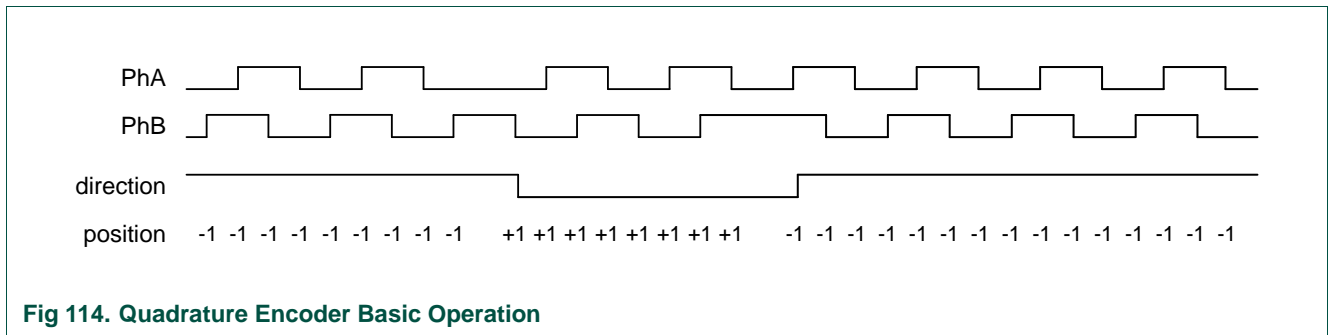 PhA
PhB
direction
position -1 -1 -1 -1 -1 -1 -1 -1 -1 +1 +1 +1 +1 +1 +1 +1 +1 -1 -1 -1 -1 -1 -1 -1 -1 -1 -1 -1 -1 -1 -1 -1
Fig 114. Quadrature Encoder Basic Operation